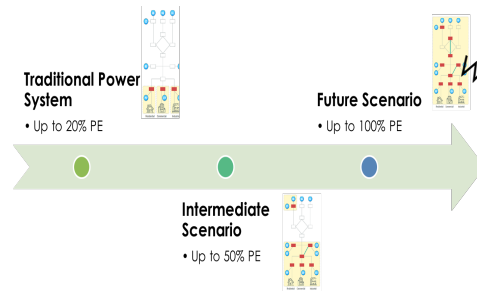 Traditional Power
System
• Up to 20% PE
Future Scenario
• Up to 100% PE
Intermediate
Scenario
• Up to 50% PE